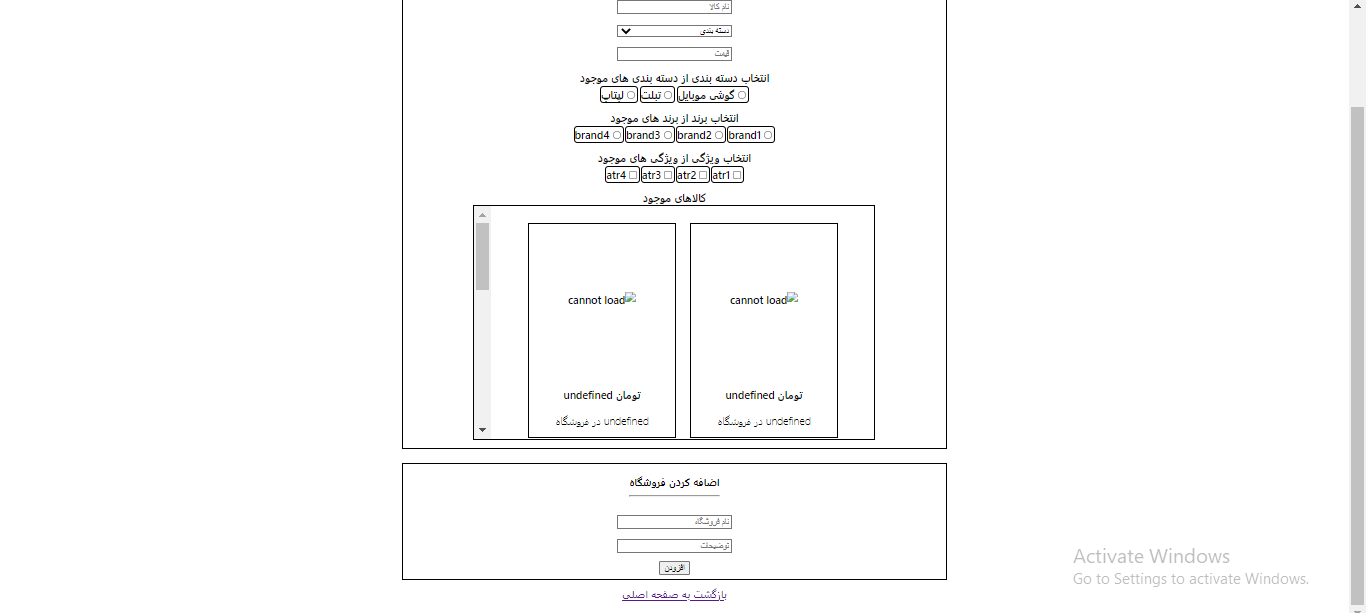 نام کالا
دسته بندی
قیمت
انتخاب دسته بندی از دسته بندی های موجود
گوشی موبایل تبلت لپتاپ
انتخاب برند از برند های موجود
brand1 brand2 brand3 brand4
انتخاب ویژگی از ویژگی های موجود
atr1 atr2 atr3 atr4
کالاهای موجود
cannot load cannot load
تومان undefined تومان undefined
undefined در فروشگاه undefined در فروشگاه
اضافه کردن فروشگاه
نام فروشگاه
توضیحات
افزودن
بازگشت به صفحه اصلی
Activate Windows
Go to Settings to activate Windows.